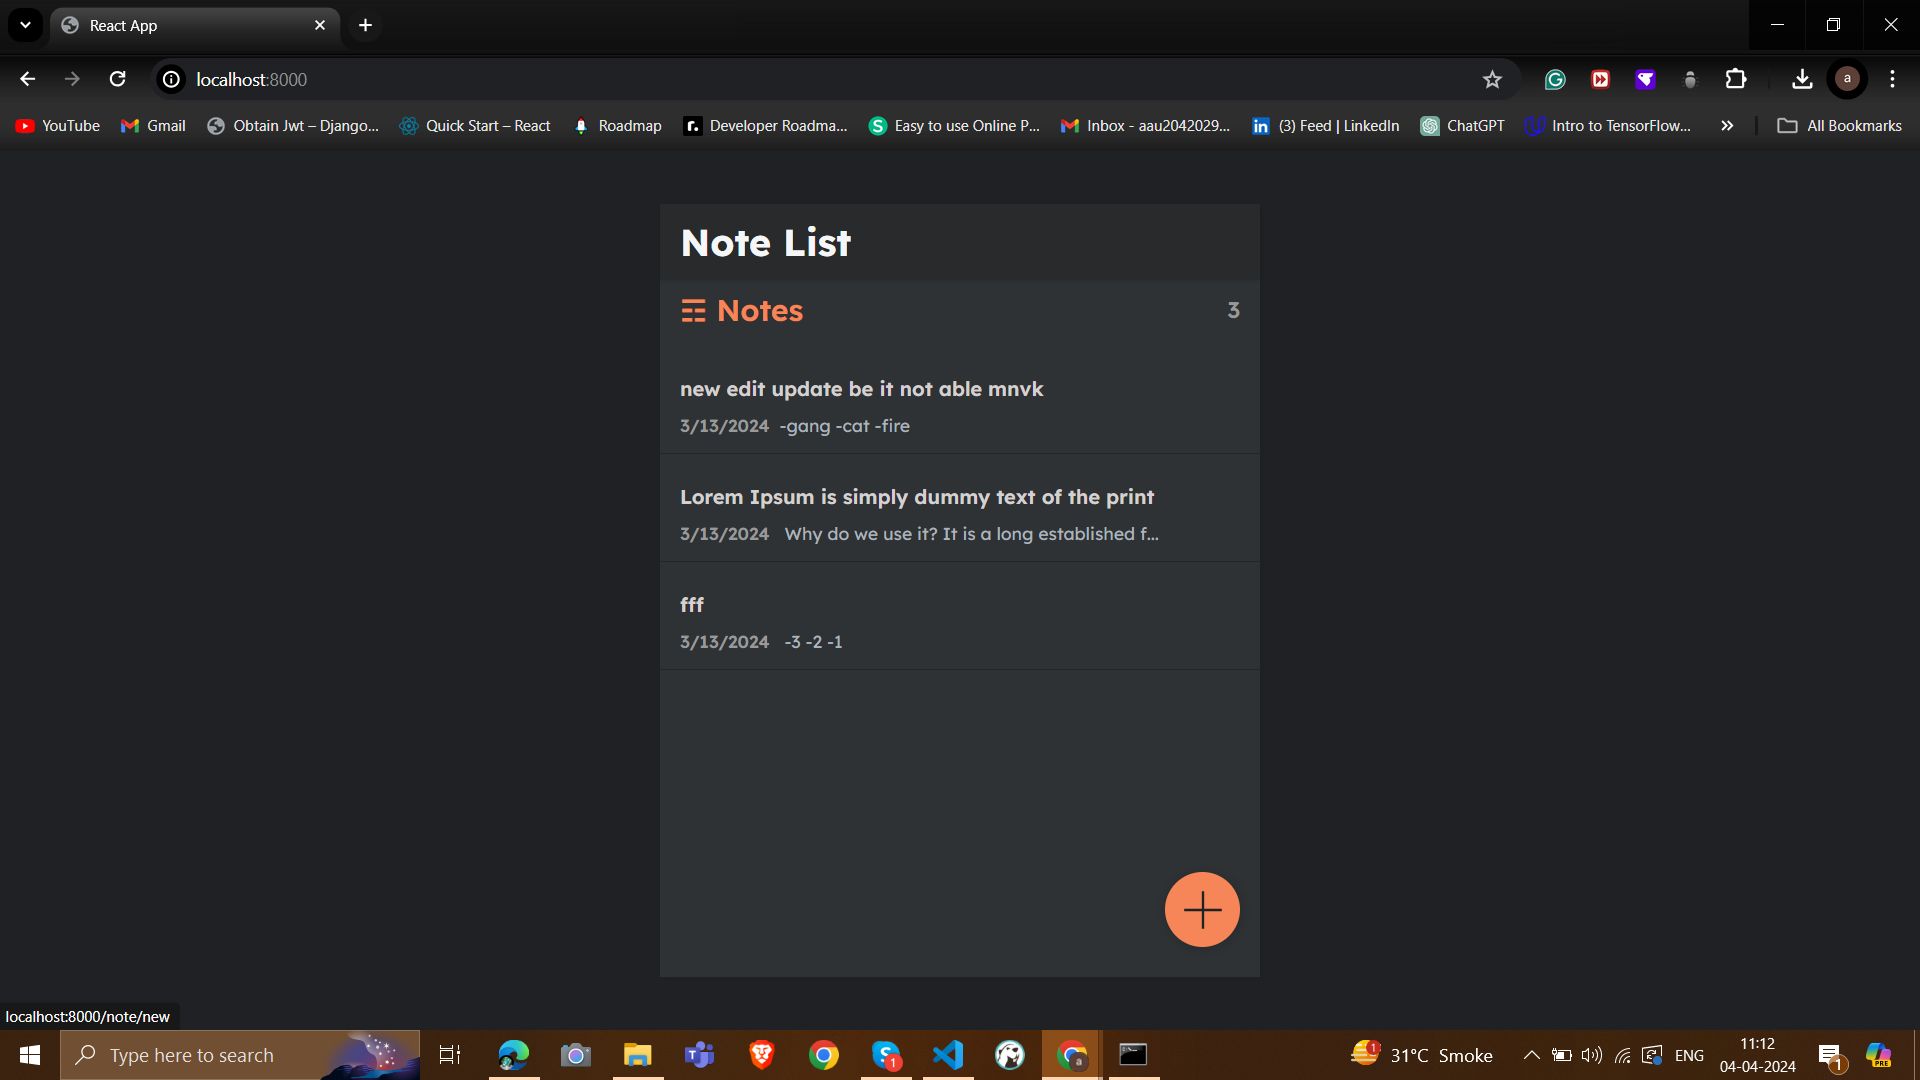 React App
localhost:8000
YouTube Gmail Obtain Jwt – Django... Quick Start – React Roadmap Developer Roadma... Easy to use Online P... Inbox - aau2042029... (3) Feed | LinkedIn ChatGPT Intro to TensorFlow... All Bookmarks
Note List
Notes 3
new edit update be it not able mnvk
3/13/2024 -gang -cat -fire
Lorem Ipsum is simply dummy text of the print
3/13/2024 Why do we use it? It is a long established f...
fff
3/13/2024 -3 -2 -1
localhost:8000/note/new
Type here to search
31°C Smoke
ENG
11:12
04-04-2024